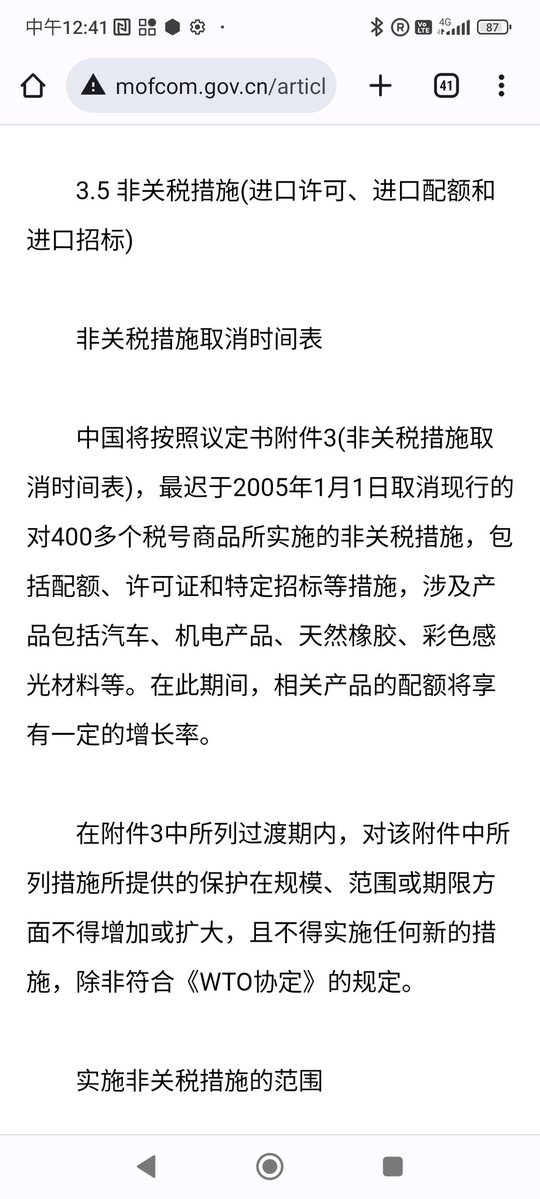 中午12:41
4G
87
mofcom.gov.cn/articl
41
3.5 非关税措施(进口许可、进口配额和
进口招标)
非关税措施取消时间表
中国将按照议定书附件3(非关税措施取
消时间表)，最迟于2005年1月1日取消现行的
对400多个税号商品所实施的非关税措施，包
括配额、许可证和特定招标等措施，涉及产
品包括汽车、机电产品、天然橡胶、彩色感
光材料等。在此期间，相关产品的配额将享
有一定的增长率。
在附件3中所列过渡期内，对该附件中所
列措施所提供的保护在规模、范围或期限方
面不得增加或扩大，且不得实施任何新的措
施，除非符合《WTO协定》的规定。
实施非关税措施的范围